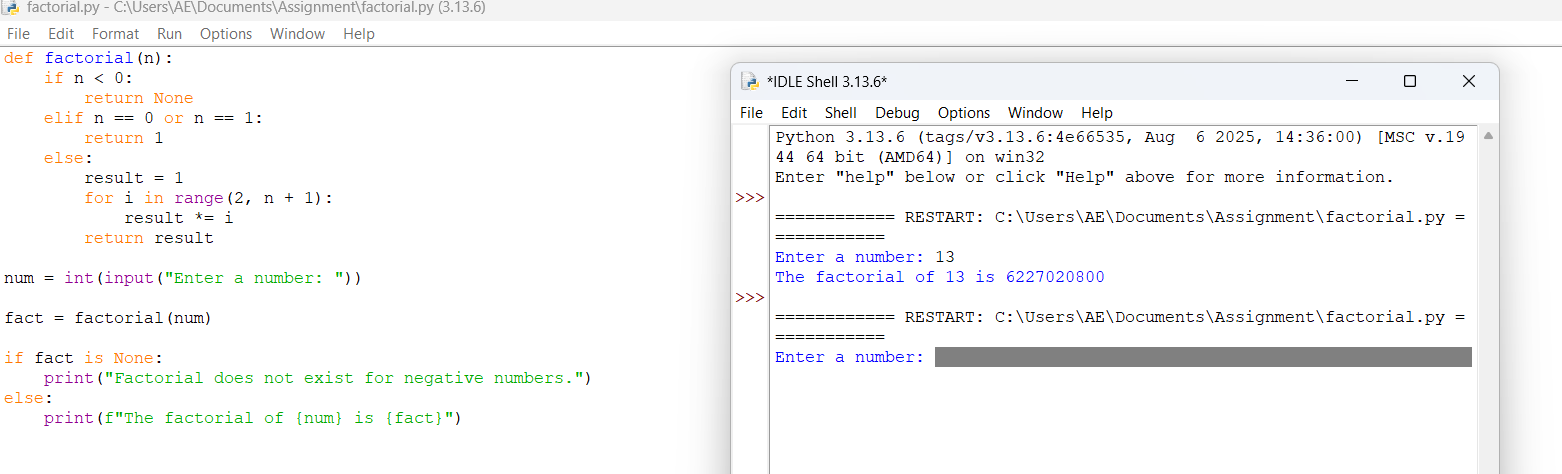 factorial.py - C:\Users\AE\Documents\Assignment\factorial.py (3.13.6)
File Edit Format Run Options Window Help
def factorial(n):
    if n < 0:
        return None
    elif n == 0 or n == 1:
        return 1
    else:
        result = 1
        for i in range(2, n + 1):
            result *= i
        return result

num = int(input("Enter a number: "))

fact = factorial(num)

if fact is None:
    print("Factorial does not exist for negative numbers.")
else:
    print(f"The factorial of {num} is {fact}")
*IDLE Shell 3.13.6*
File Edit Shell Debug Options Window Help
Python 3.13.6 (tags/v3.13.6:4e66535, Aug  6 2025, 14:36:00) [MSC v.19
44 64 bit (AMD64)] on win32
Enter "help" below or click "Help" above for more information.
>>>
============ RESTART: C:\Users\AE\Documents\Assignment\factorial.py =
===========
Enter a number: 13
The factorial of 13 is 6227020800
>>>
============ RESTART: C:\Users\AE\Documents\Assignment\factorial.py =
===========
Enter a number: